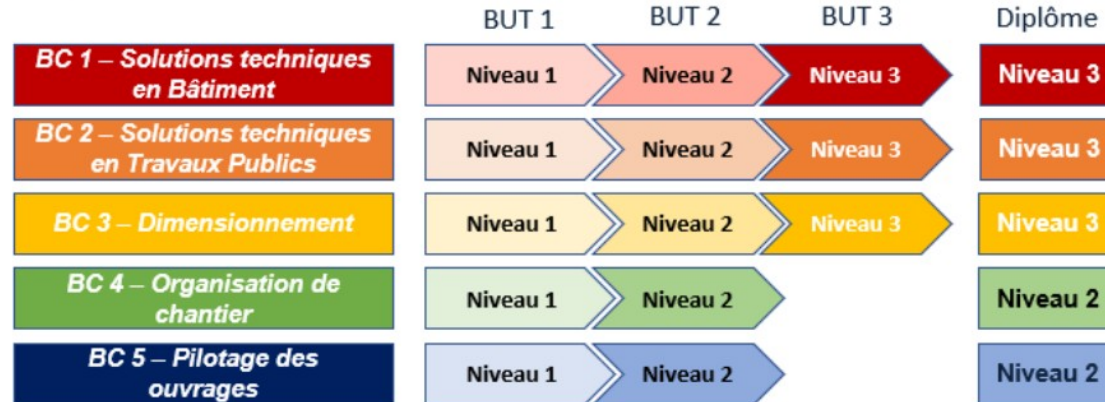 BUT 1 BUT 2 BUT 3 Diplôme
BC 1 – Solutions techniques
en Bâtiment
Niveau 1 Niveau 2 Niveau 3 Niveau 3
BC 2 – Solutions techniques
en Travaux Publics
Niveau 1 Niveau 2 Niveau 3 Niveau 3
BC 3 – Dimensionnement
Niveau 1 Niveau 2 Niveau 3 Niveau 3
BC 4 – Organisation de
chantier
Niveau 1 Niveau 2 Niveau 2
BC 5 – Pilotage des
ouvrages
Niveau 1 Niveau 2 Niveau 2